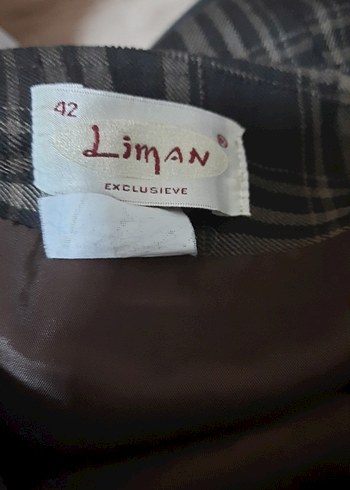 42
LiMAN ®
EXCLUSIEVE